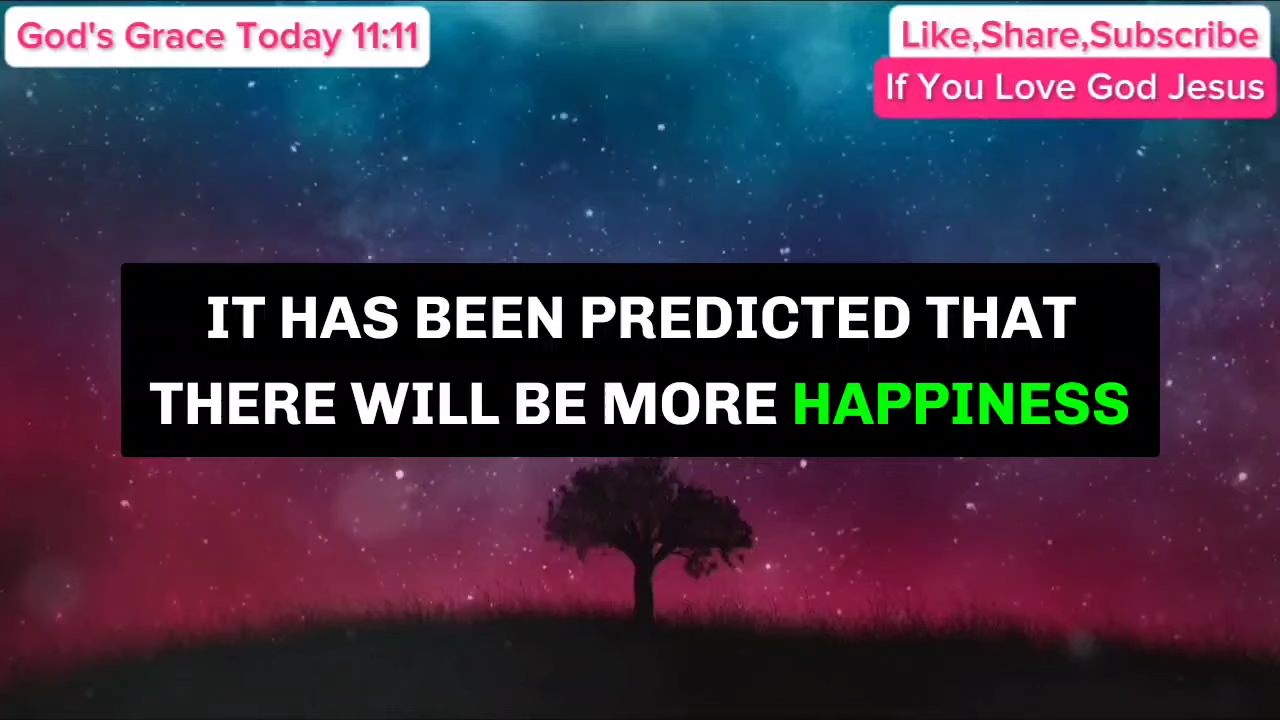 God's Grace Today 11:11
Like,Share,Subscribe
If You Love God Jesus
IT HAS BEEN PREDICTED THAT
THERE WILL BE MORE HAPPINESS